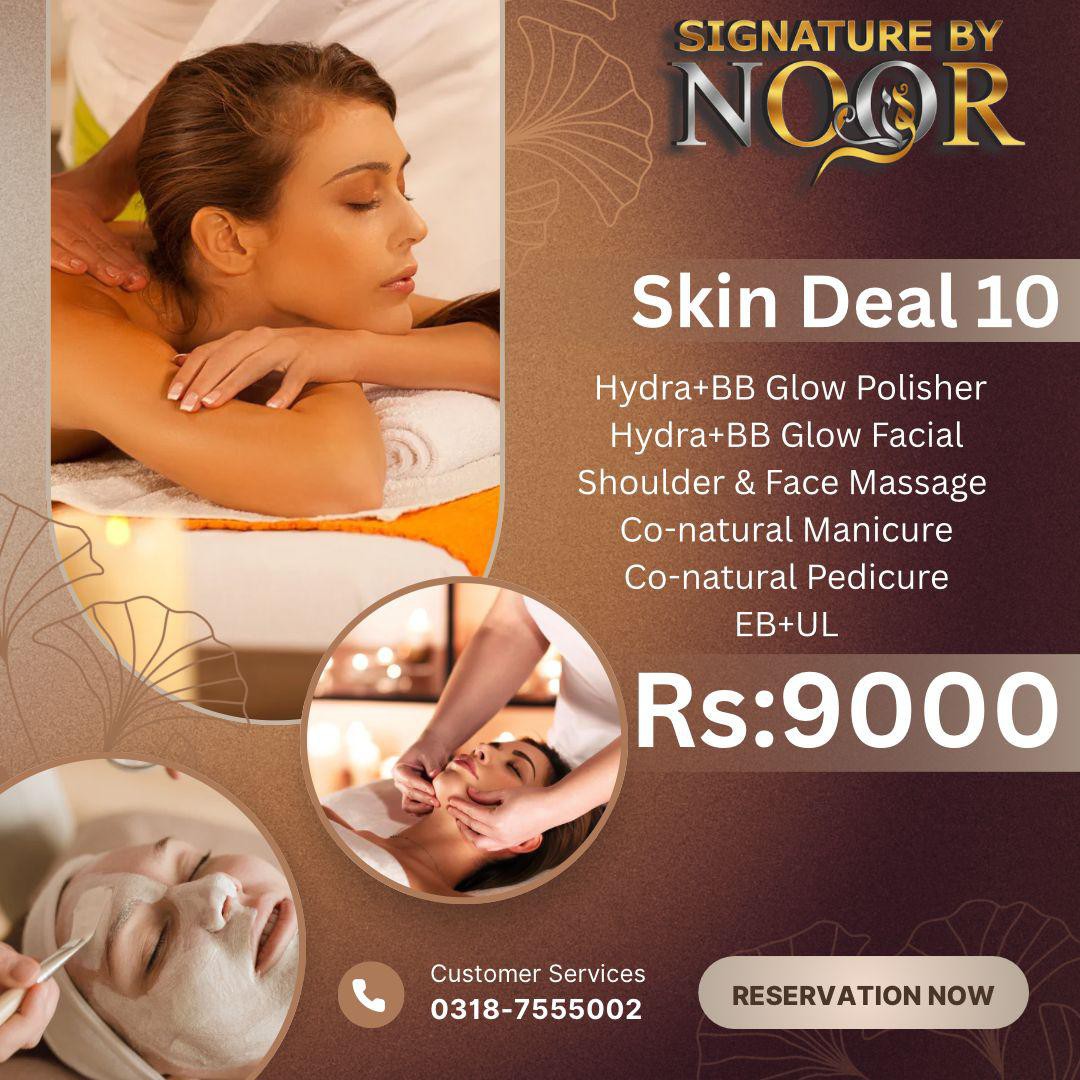 SIGNATURE BY
NOOR
Skin Deal 10
Hydra+BB Glow Polisher
Hydra+BB Glow Facial
Shoulder & Face Massage
Co-natural Manicure
Co-natural Pedicure
EB+UL
Rs:9000
Customer Services
0318-7555002
RESERVATION NOW